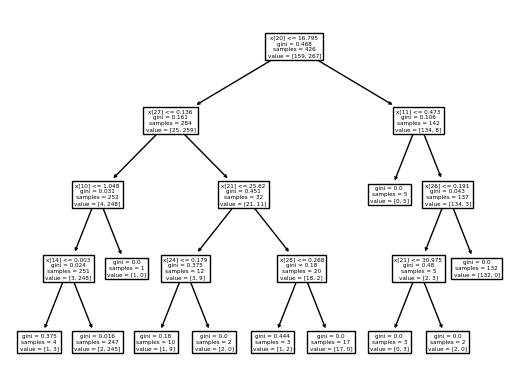 x[20] <= 16.795
gini = 0.468
samples = 426
value = [159, 267]
x[27] <= 0.136
gini = 0.161
samples = 284
value = [25, 259]
x[11] <= 0.473
gini = 0.106
samples = 142
value = [134, 8]
x[10] <= 1.048
gini = 0.031
samples = 252
value = [4, 248]
x[21] <= 25.62
gini = 0.451
samples = 32
value = [21, 11]
gini = 0.0
samples = 5
value = [0, 5]
x[26] <= 0.191
gini = 0.043
samples = 137
value = [134, 3]
x[14] <= 0.003
gini = 0.024
samples = 251
value = [3, 248]
gini = 0.0
samples = 1
value = [1, 0]
x[24] <= 0.179
gini = 0.375
samples = 12
value = [3, 9]
x[28] <= 0.268
gini = 0.18
samples = 20
value = [18, 2]
x[21] <= 30.975
gini = 0.48
samples = 5
value = [2, 3]
gini = 0.0
samples = 132
value = [132, 0]
gini = 0.375
samples = 4
value = [1, 3]
gini = 0.016
samples = 247
value = [2, 245]
gini = 0.18
samples = 10
value = [1, 9]
gini = 0.0
samples = 2
value = [2, 0]
gini = 0.444
samples = 3
value = [1, 2]
gini = 0.0
samples = 17
value = [17, 0]
gini = 0.0
samples = 3
value = [0, 3]
gini = 0.0
samples = 2
value = [2, 0]